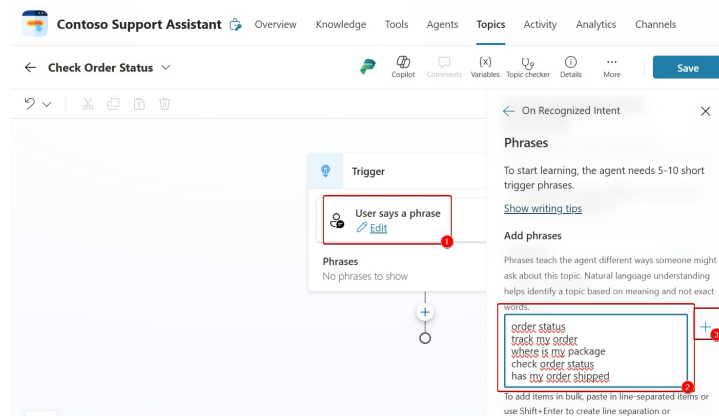 Contoso Support Assistant Overview Knowledge Tools Agents Topics Activity Analytics Channels
Check Order Status Copilot Comments {x} Variables Topic checker Details More Save
On Recognized Intent
Phrases
Trigger
To start learning, the agent needs 5-10 short
trigger phrases.
User says a phrase
Edit
1
Show writing tips
Add phrases
Phrases
No phrases to show
Phrases teach the agent different ways someone might
ask about this topic. Natural language understanding
helps identify a topic based on meaning and not exact
words.
order status
track my order
where is my package
check order status
has my order shipped
3
2
To add items in bulk, paste in line-separated items or
use Shift+Enter to create line separation or